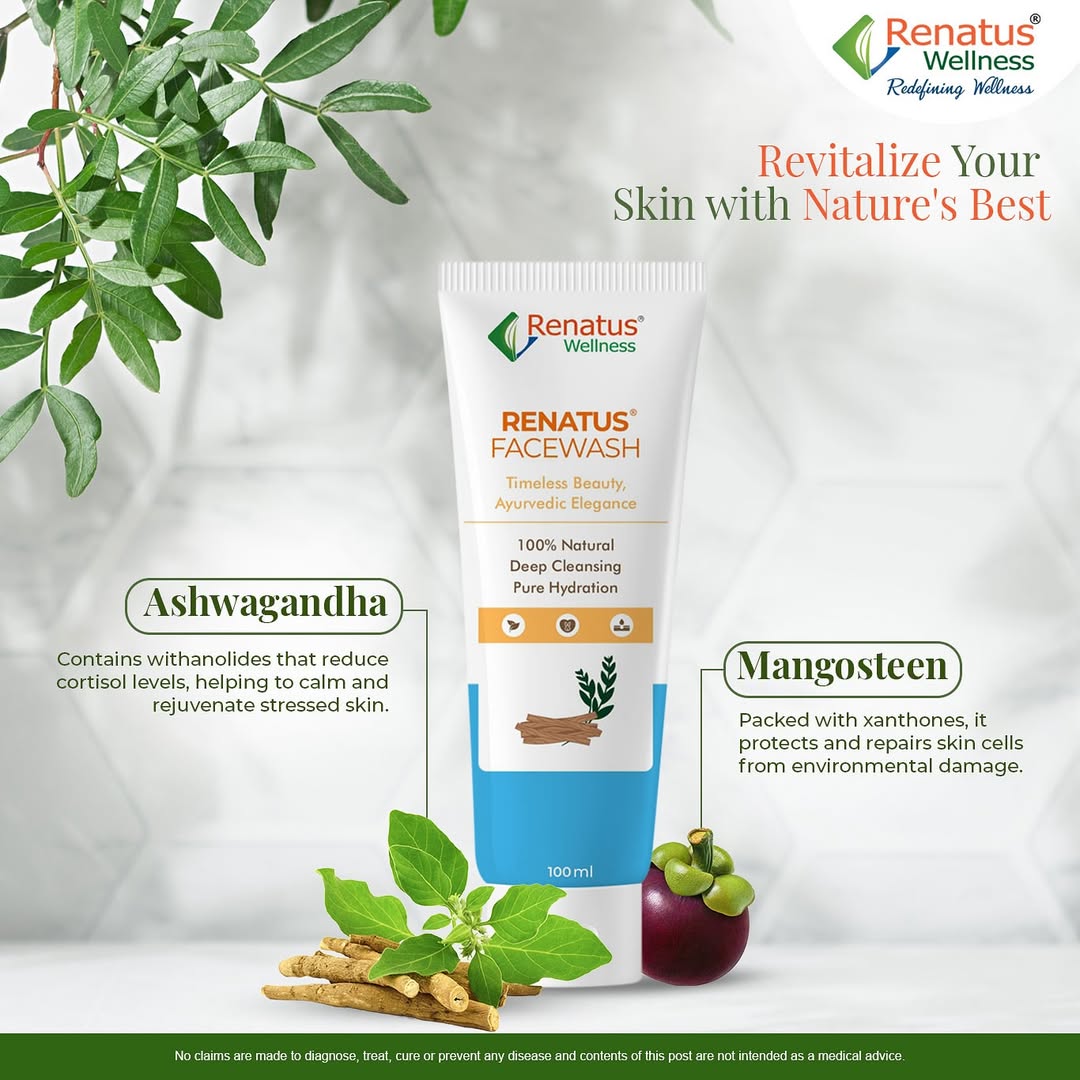 Renatus®
Wellness
Redefining Wellness
Revitalize Your
Skin with Nature's Best
Renatus®
Wellness
RENATUS®
FACEWASH
Timeless Beauty,
Ayurvedic Elegance
100% Natural
Deep Cleansing
Pure Hydration
100 ml
Ashwagandha
Contains withanolides that reduce
cortisol levels, helping to calm and
rejuvenate stressed skin.
Mangosteen
Packed with xanthones, it
protects and repairs skin cells
from environmental damage.
No claims are made to diagnose, treat, cure or prevent any disease and contents of this post are not intended as a medical advice.